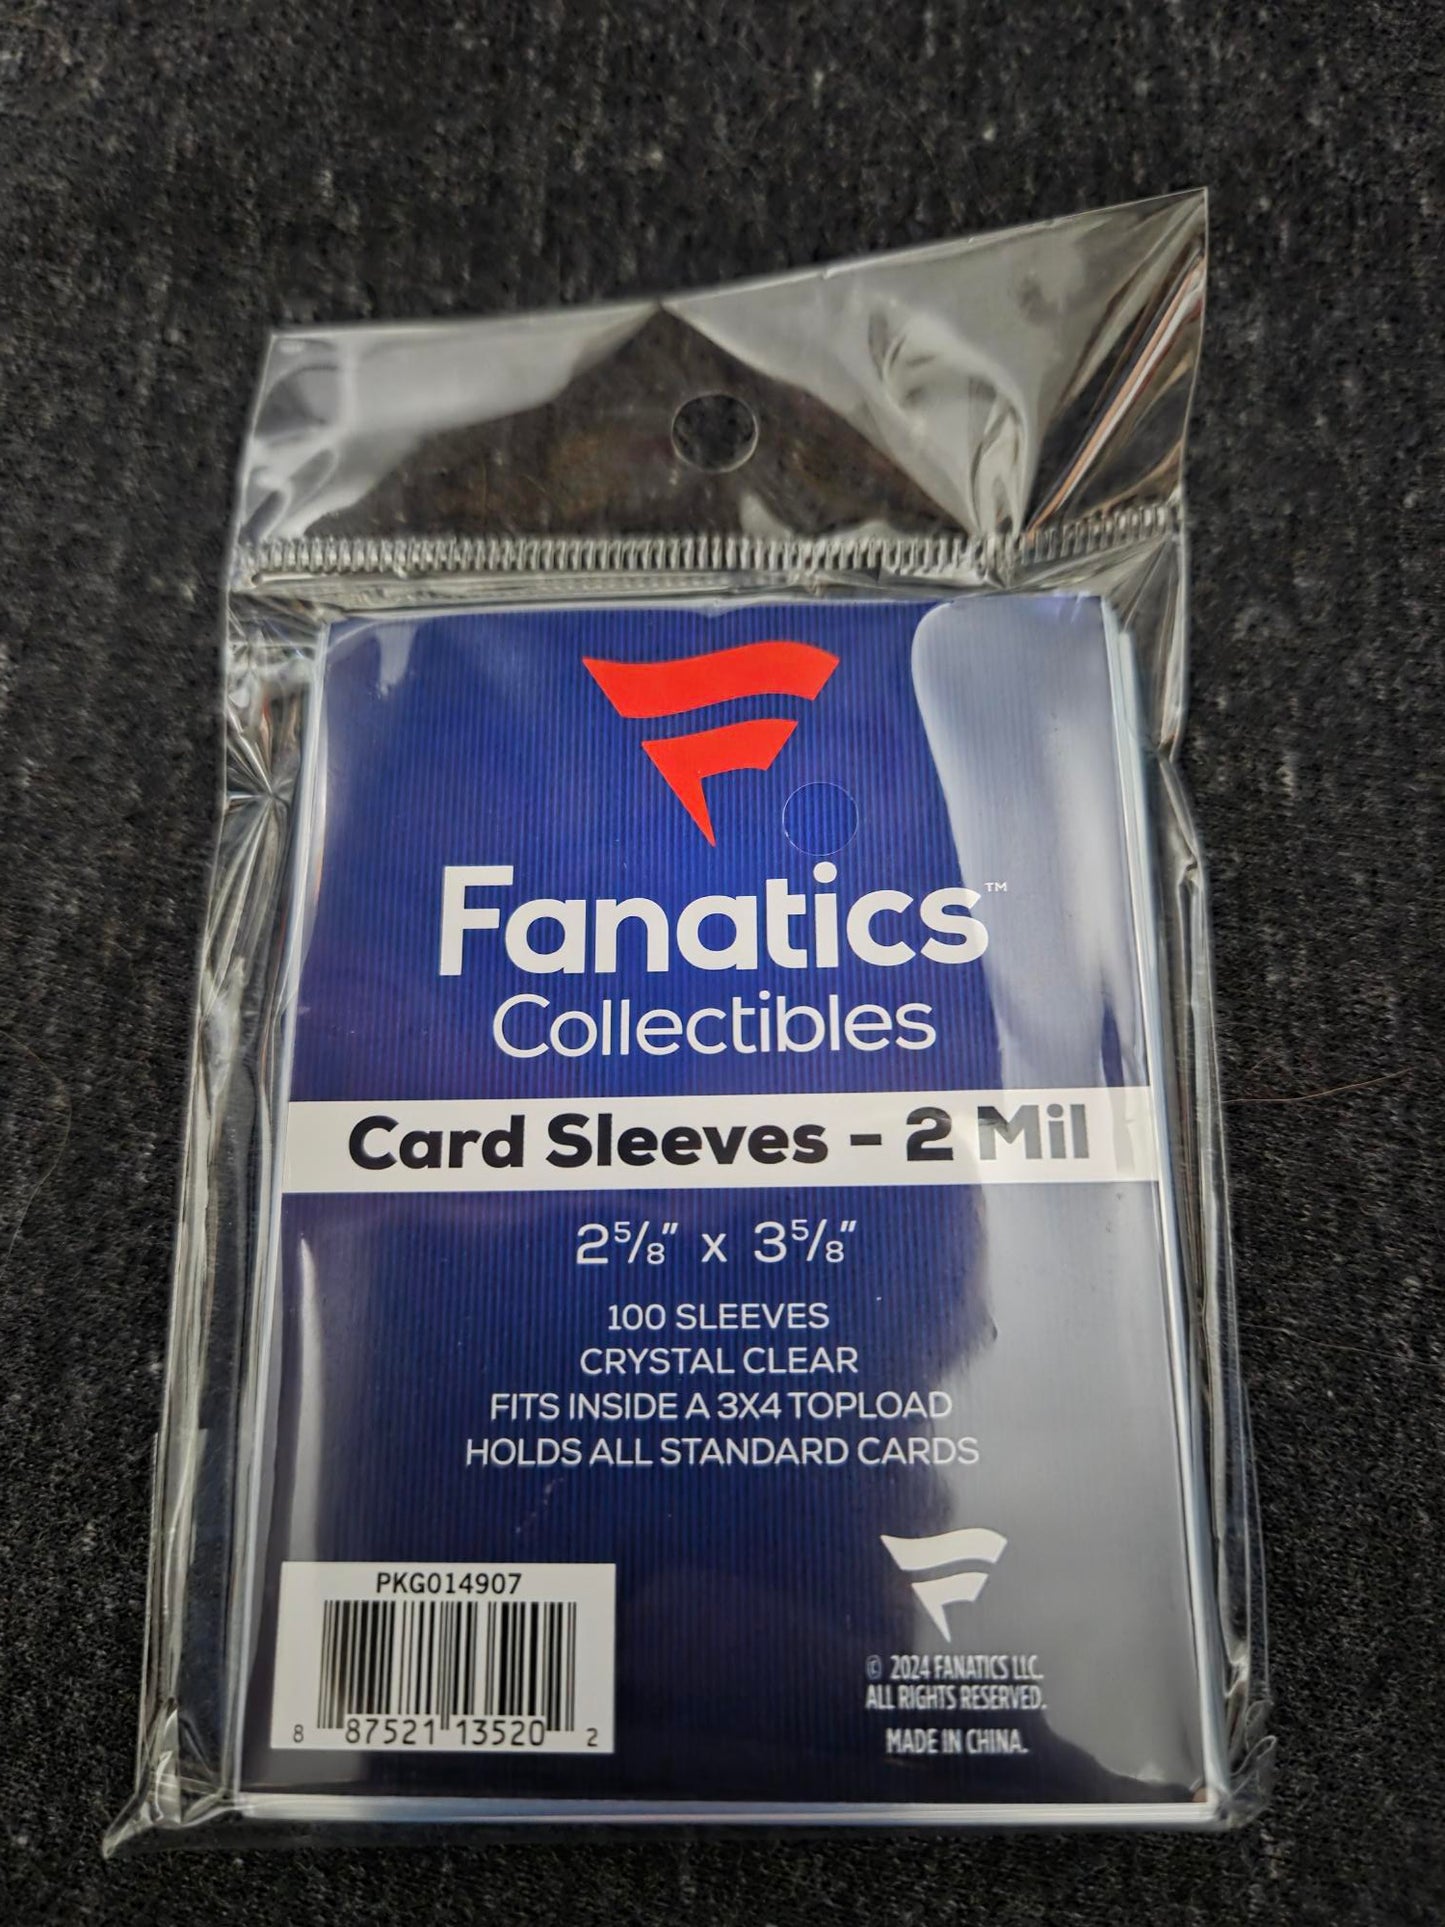 Fanatics™
Collectibles
Card Sleeves - 2 Mil
2⅝" x 3⅝"
100 SLEEVES
CRYSTAL CLEAR
FITS INSIDE A 3X4 TOPLOAD
HOLDS ALL STANDARD CARDS
PKG014907
8 87521 13520 2
© 2024 FANATICS LLC.
ALL RIGHTS RESERVED.
MADE IN CHINA.